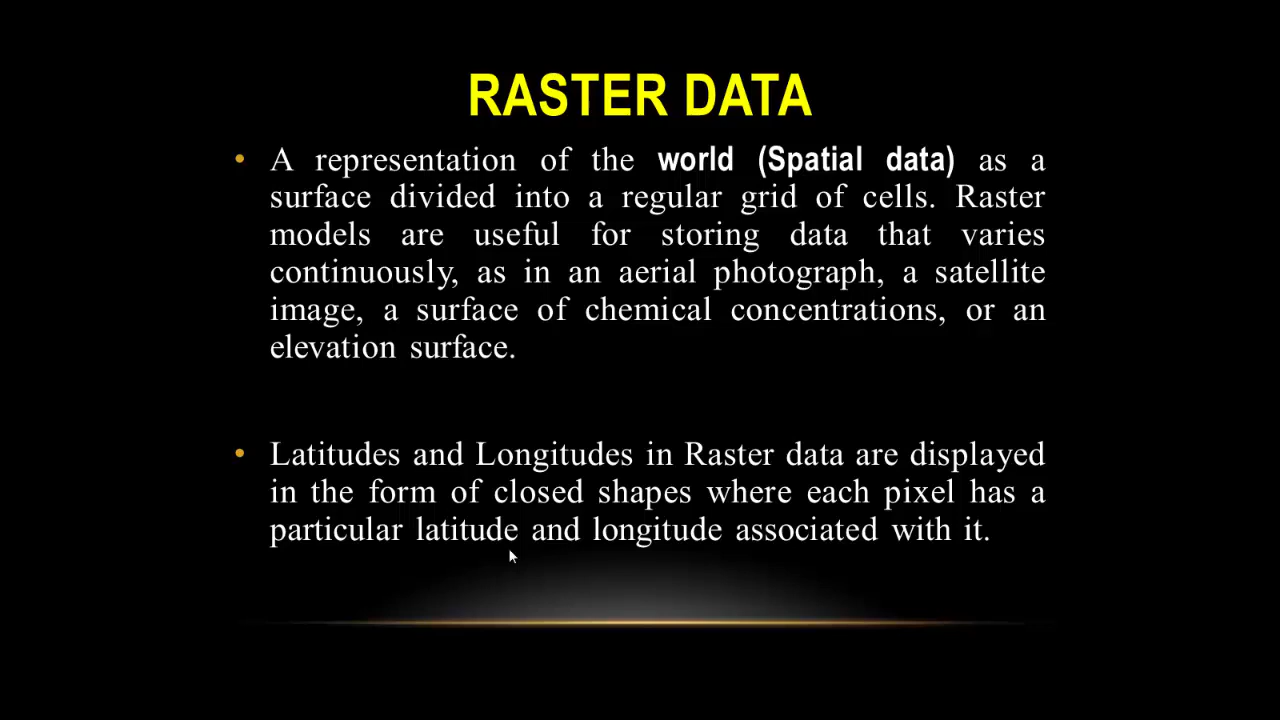 RASTER DATA
• A representation of the world (Spatial data) as a
surface divided into a regular grid of cells. Raster
models are useful for storing data that varies
continuously, as in an aerial photograph, a satellite
image, a surface of chemical concentrations, or an
elevation surface.
• Latitudes and Longitudes in Raster data are displayed
in the form of closed shapes where each pixel has a
particular latitude and longitude associated with it.